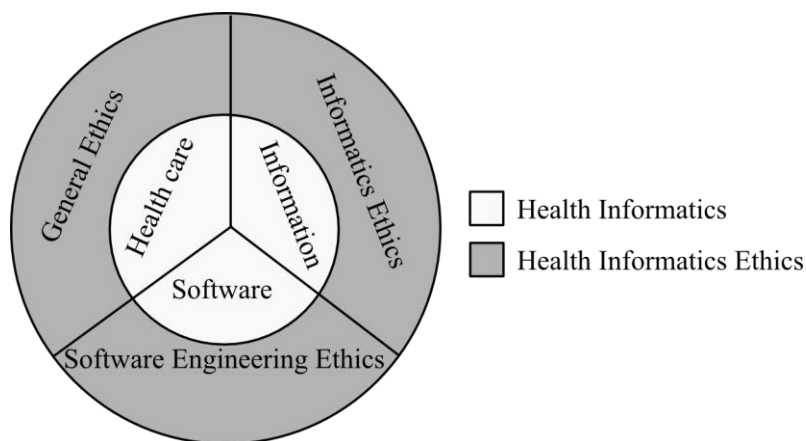 General Ethics
Health care
Information
Informatics Ethics
Software
Software Engineering Ethics
Health Informatics
Health Informatics Ethics